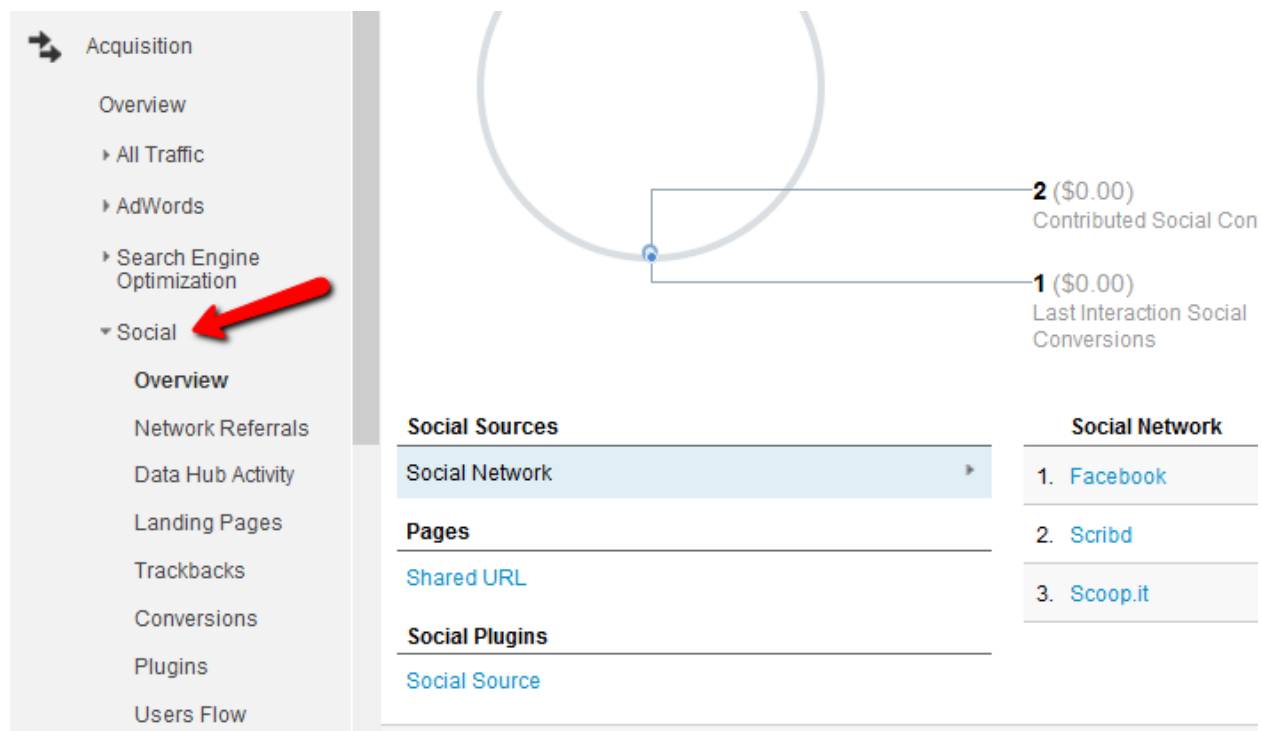 Acquisition
Overview
All Traffic
AdWords
Search Engine
Optimization
Social
Overview
Network Referrals
Data Hub Activity
Landing Pages
Trackbacks
Conversions
Plugins
Users Flow
2 ($0.00)
Contributed Social Con
1 ($0.00)
Last Interaction Social
Conversions
Social Sources
Social Network
Pages
Shared URL
Social Plugins
Social Source
Social Network
1. Facebook
2. Scribd
3. Scoop.it